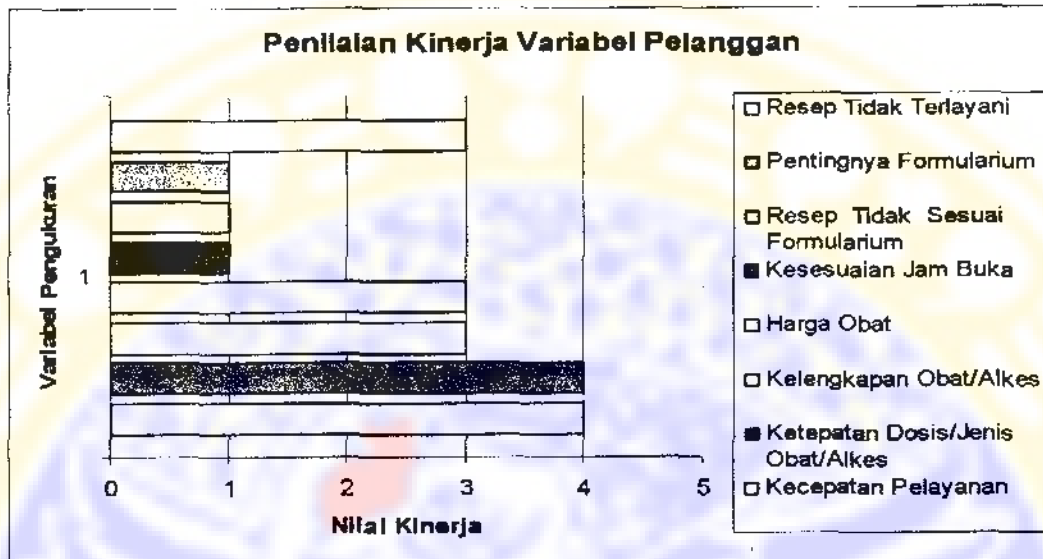 Penilaian Kinerja Variabel Pelanggan
Variabel Pengukuran
1
0 1 2 3 4 5
Nilai Kinerja
Resep Tidak Terlayani
Pentingnya Formularium
Resep Tidak Sesuai
Formularium
Kesesuaian Jam Buka
Harga Obat
Kelengkapan Obat/Alkes
Ketepatan Dosis/Jenis
Obat/Alkes
Kecepatan Pelayanan